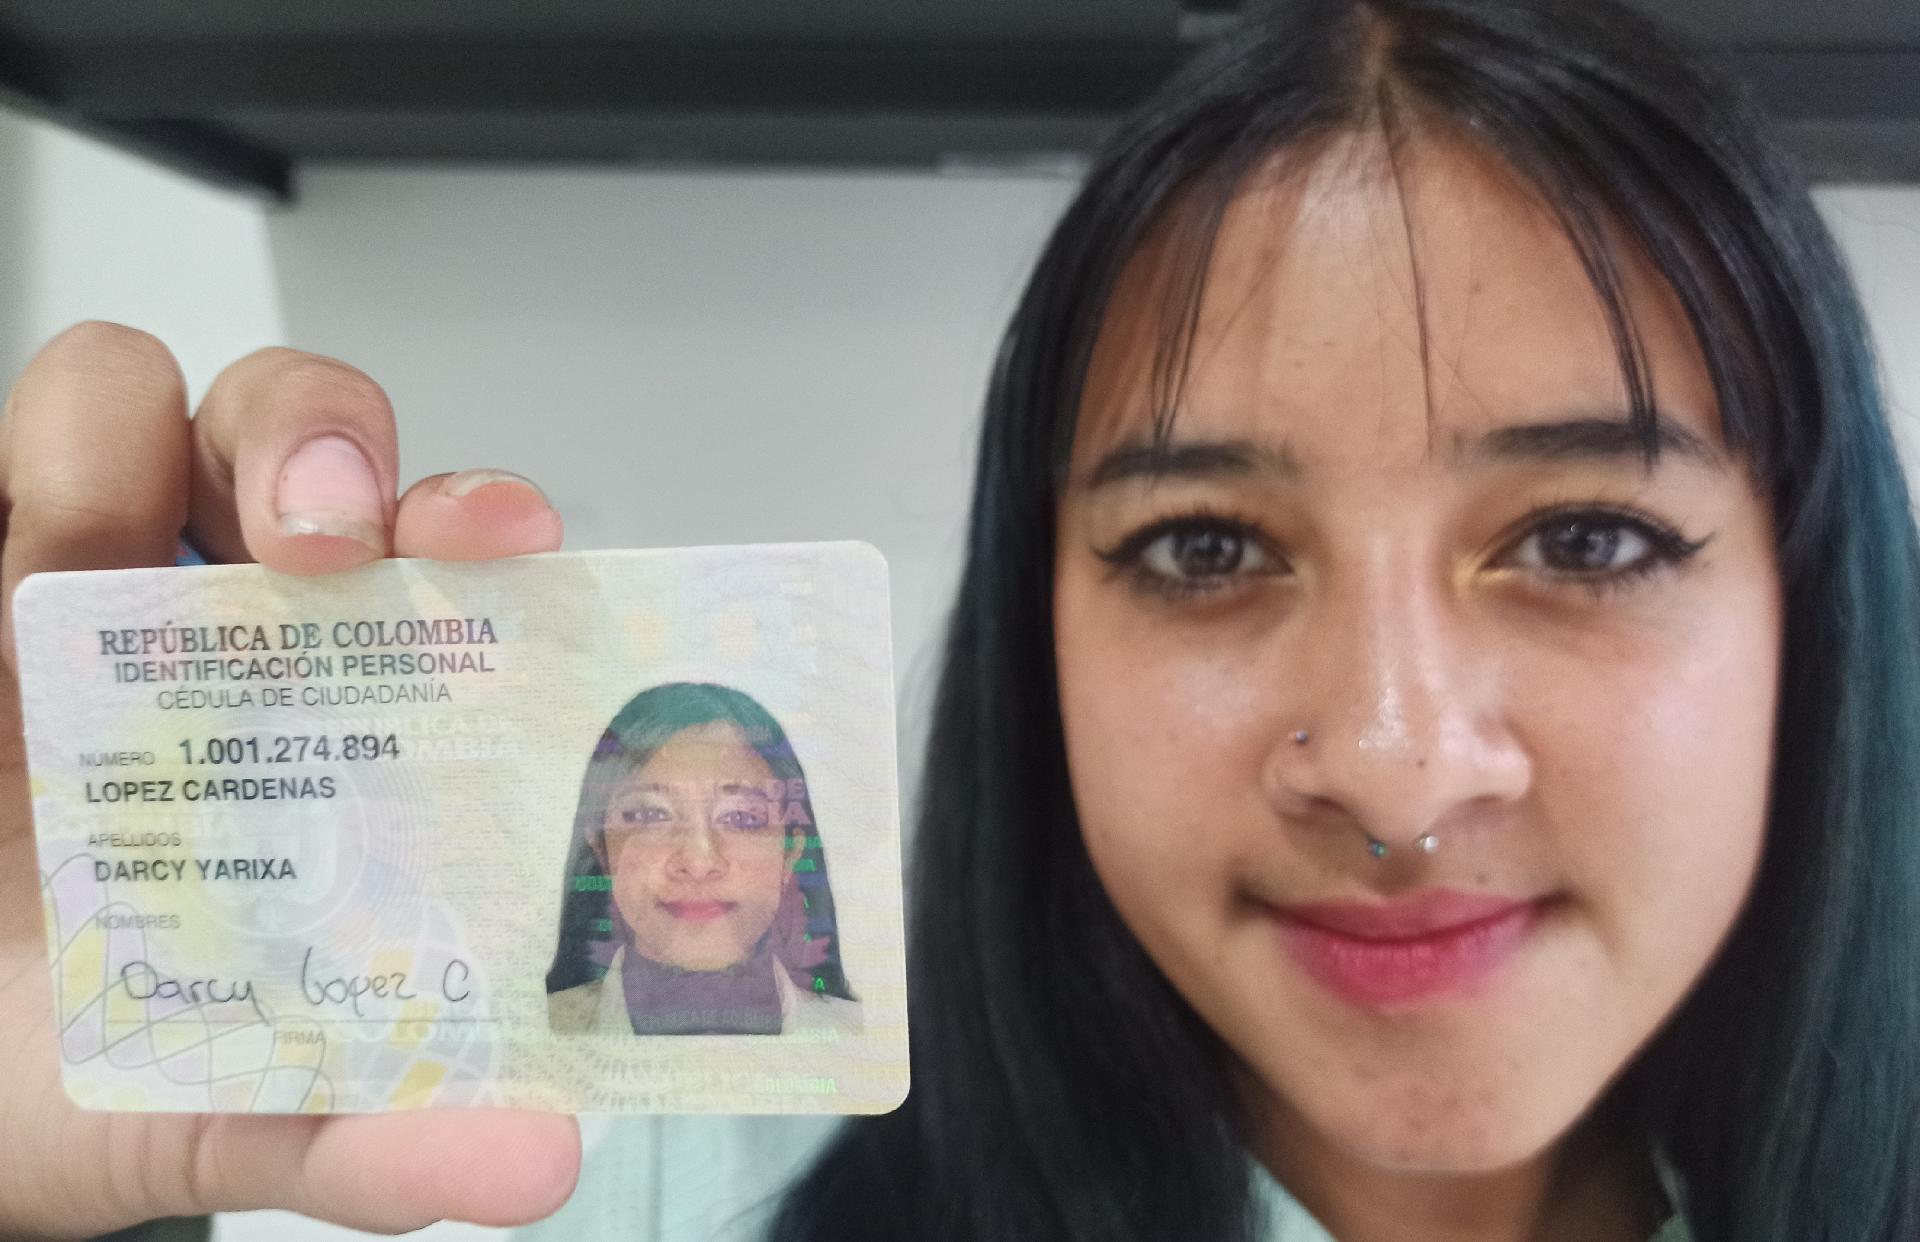 REPÚBLICA DE COLOMBIA
IDENTIFICACIÓN PERSONAL
CÉDULA DE CIUDADANÍA
NÚMERO 1.001.274.894
LOPEZ CARDENAS
APELLIDOS
DARCY YARIXA
NOMBRES
Darcy Lopez C
FIRMA